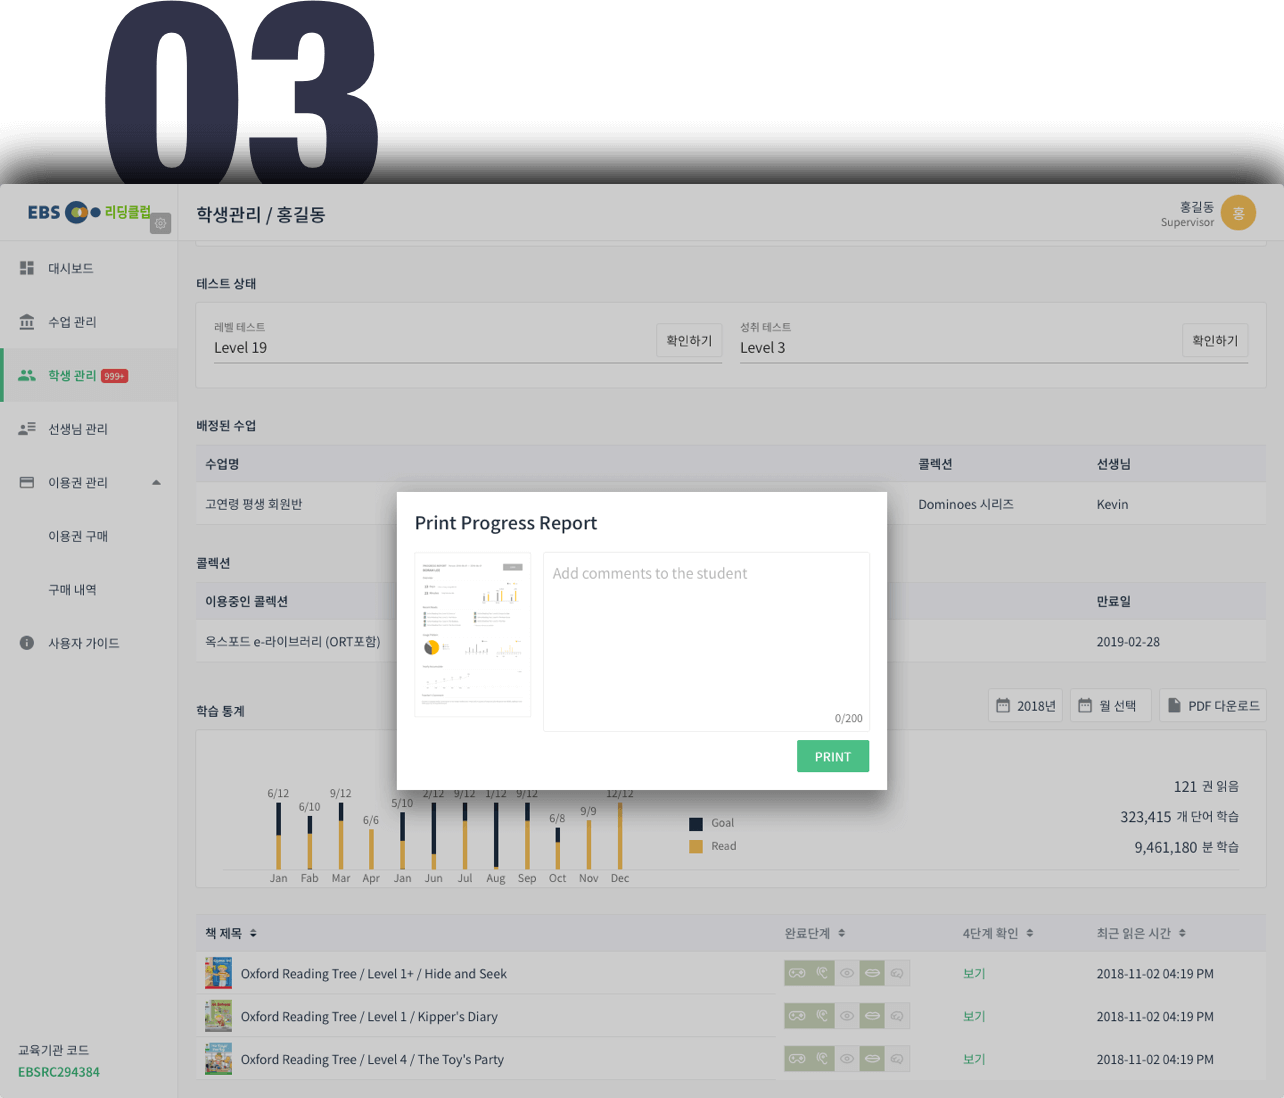 03
EBS 리딩클럽
학생관리 / 홍길동
홍길동
Supervisor
홍
대시보드
수업 관리
학생 관리 999+
선생님 관리
이용권 관리
이용권 구매
구매 내역
사용자 가이드
교육기관 코드
EBSRC294384
테스트 상태
레벨 테스트
Level 19
확인하기
성취 테스트
Level 3
확인하기
배정된 수업
수업명 콜렉션 선생님
고연령 평생 회원반 Dominoes 시리즈 Kevin
콜렉션
이용중인 콜렉션 만료일
옥스포드 e-라이브러리 (ORT포함) 2019-02-28
Print Progress Report
Add comments to the student
0/200
PRINT
학습 통계
2018년 월 선택 PDF 다운로드
6/12 6/10 9/12 6/6 5/10 2/12 9/12 1/12 9/12 6/8 9/9 12/12
Jan Fab Mar Apr Jan Jun Jul Aug Sep Oct Nov Dec
Goal
Read
121 권 읽음
323,415 개 단어 학습
9,461,180 분 학습
책 제목 완료단계 4단계 확인 최근 읽은 시간
Oxford Reading Tree / Level 1+ / Hide and Seek 보기 2018-11-02 04:19 PM
Oxford Reading Tree / Level 1 / Kipper's Diary 보기 2018-11-02 04:19 PM
Oxford Reading Tree / Level 4 / The Toy's Party 보기 2018-11-02 04:19 PM